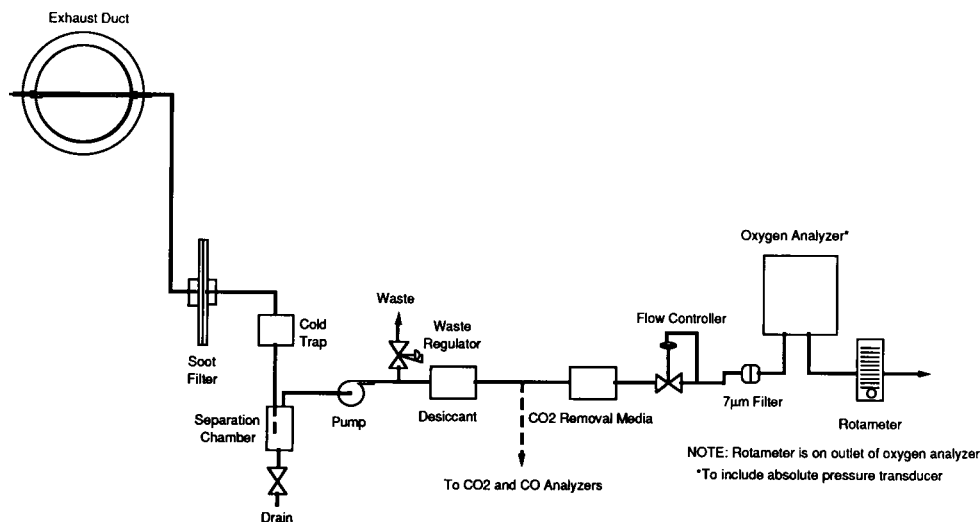 Exhaust Duct
Oxygen Analyzer*
Waste
Waste
Regulator
Flow Controller
Cold
Trap
Soot
Filter
Separation
Chamber
Pump
Desiccant
CO2 Removal Media
7µm Filter
Rotameter
NOTE: Rotameter is on outlet of oxygen analyzer
*To include absolute pressure transducer
To CO2 and CO Analyzers
Drain